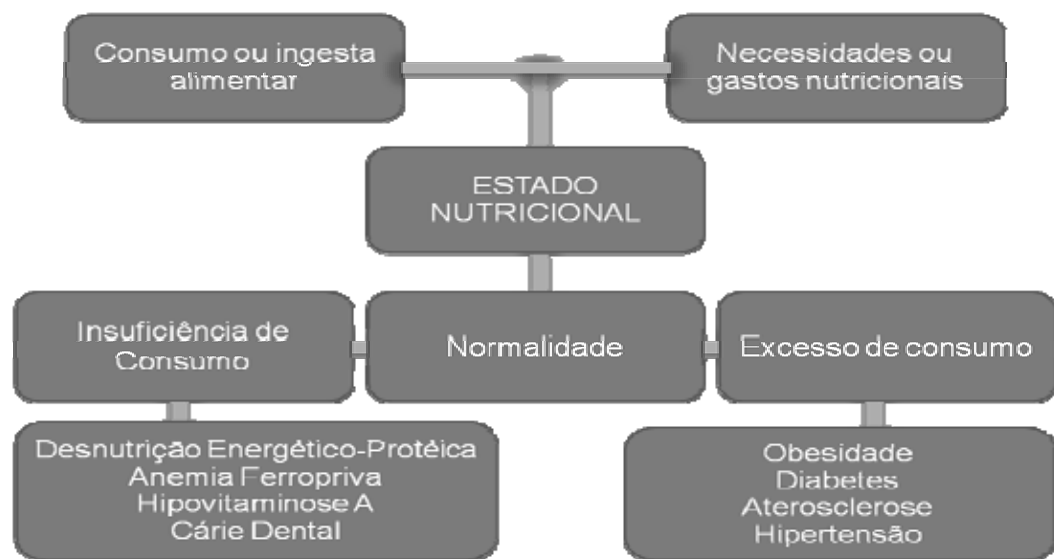 Consumo ou ingesta
alimentar
Necessidades ou
gastos nutricionais
ESTADO
NUTRICIONAL
Insuficiência de
Consumo
Normalidade
Excesso de consumo
Desnutrição Energético-Protéica
Anemia Ferropriva
Hipovitaminose A
Cárie Dental
Obesidade
Diabetes
Aterosclerose
Hipertensão